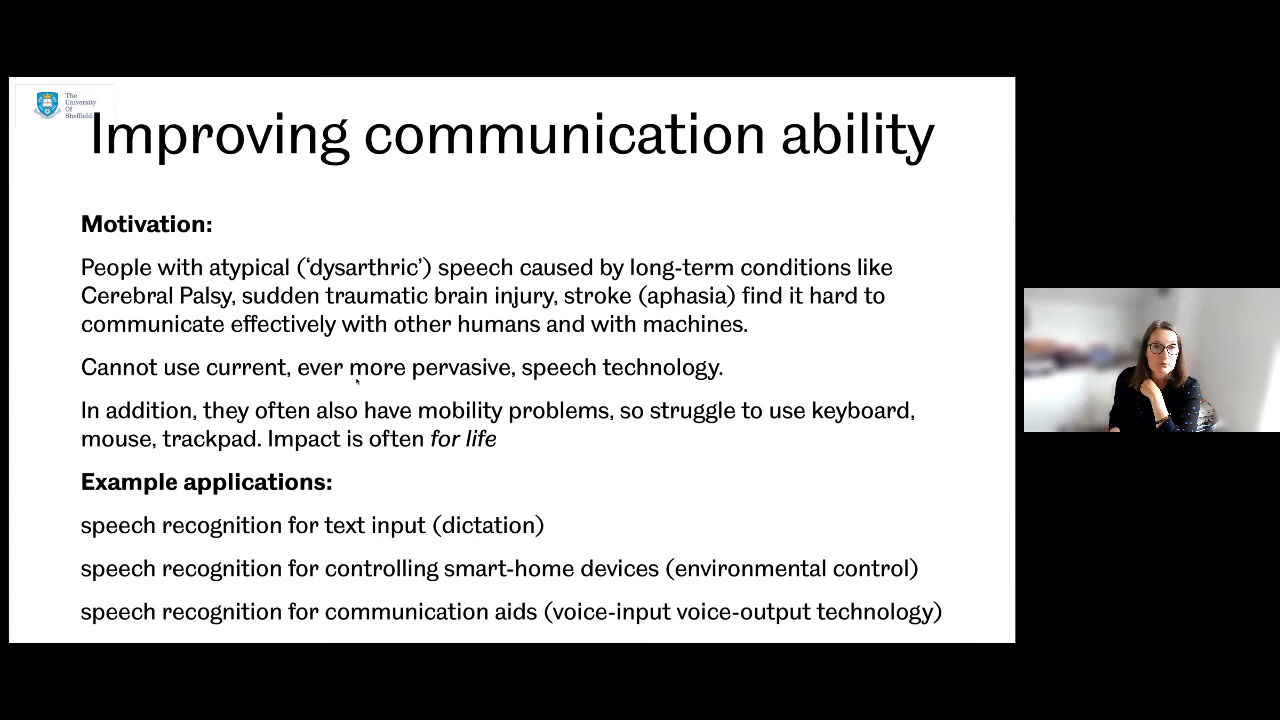 The
University
Of
Sheffield.
Improving communication ability
Motivation:
People with atypical (‘dysarthric’) speech caused by long-term conditions like
Cerebral Palsy, sudden traumatic brain injury, stroke (aphasia) find it hard to
communicate effectively with other humans and with machines.
Cannot use current, ever more pervasive, speech technology.
In addition, they often also have mobility problems, so struggle to use keyboard,
mouse, trackpad. Impact is often for life
Example applications:
speech recognition for text input (dictation)
speech recognition for controlling smart-home devices (environmental control)
speech recognition for communication aids (voice-input voice-output technology)